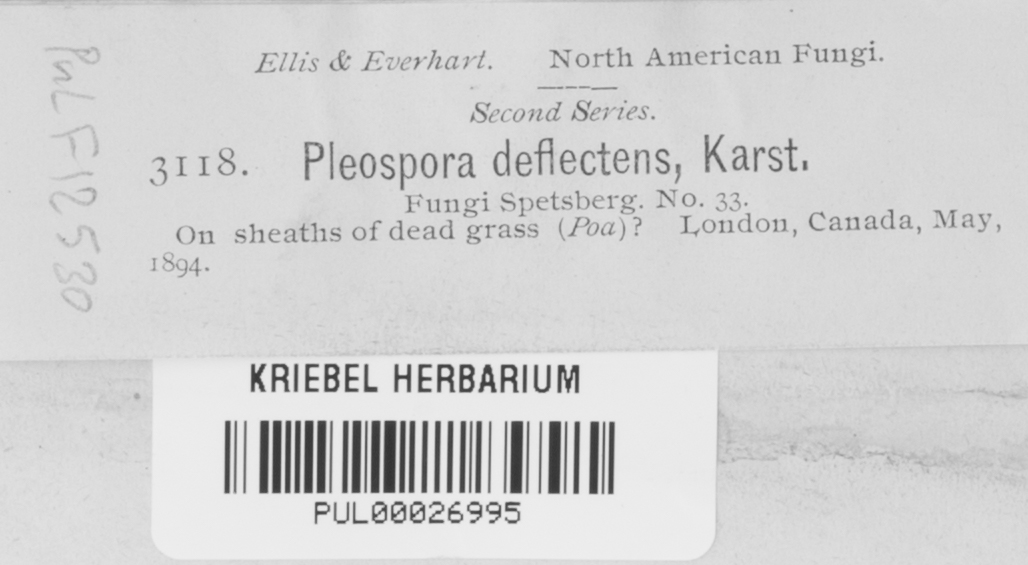 Ellis & Everhart. North American Fungi.
Second Series.
3118. Pleospora deflectens, Karst.
Fungi Spetsberg. No. 33.
On sheaths of dead grass (Poa)? London, Canada, May,
1894.
PUL F12530
KRIEBEL HERBARIUM
PUL00026995